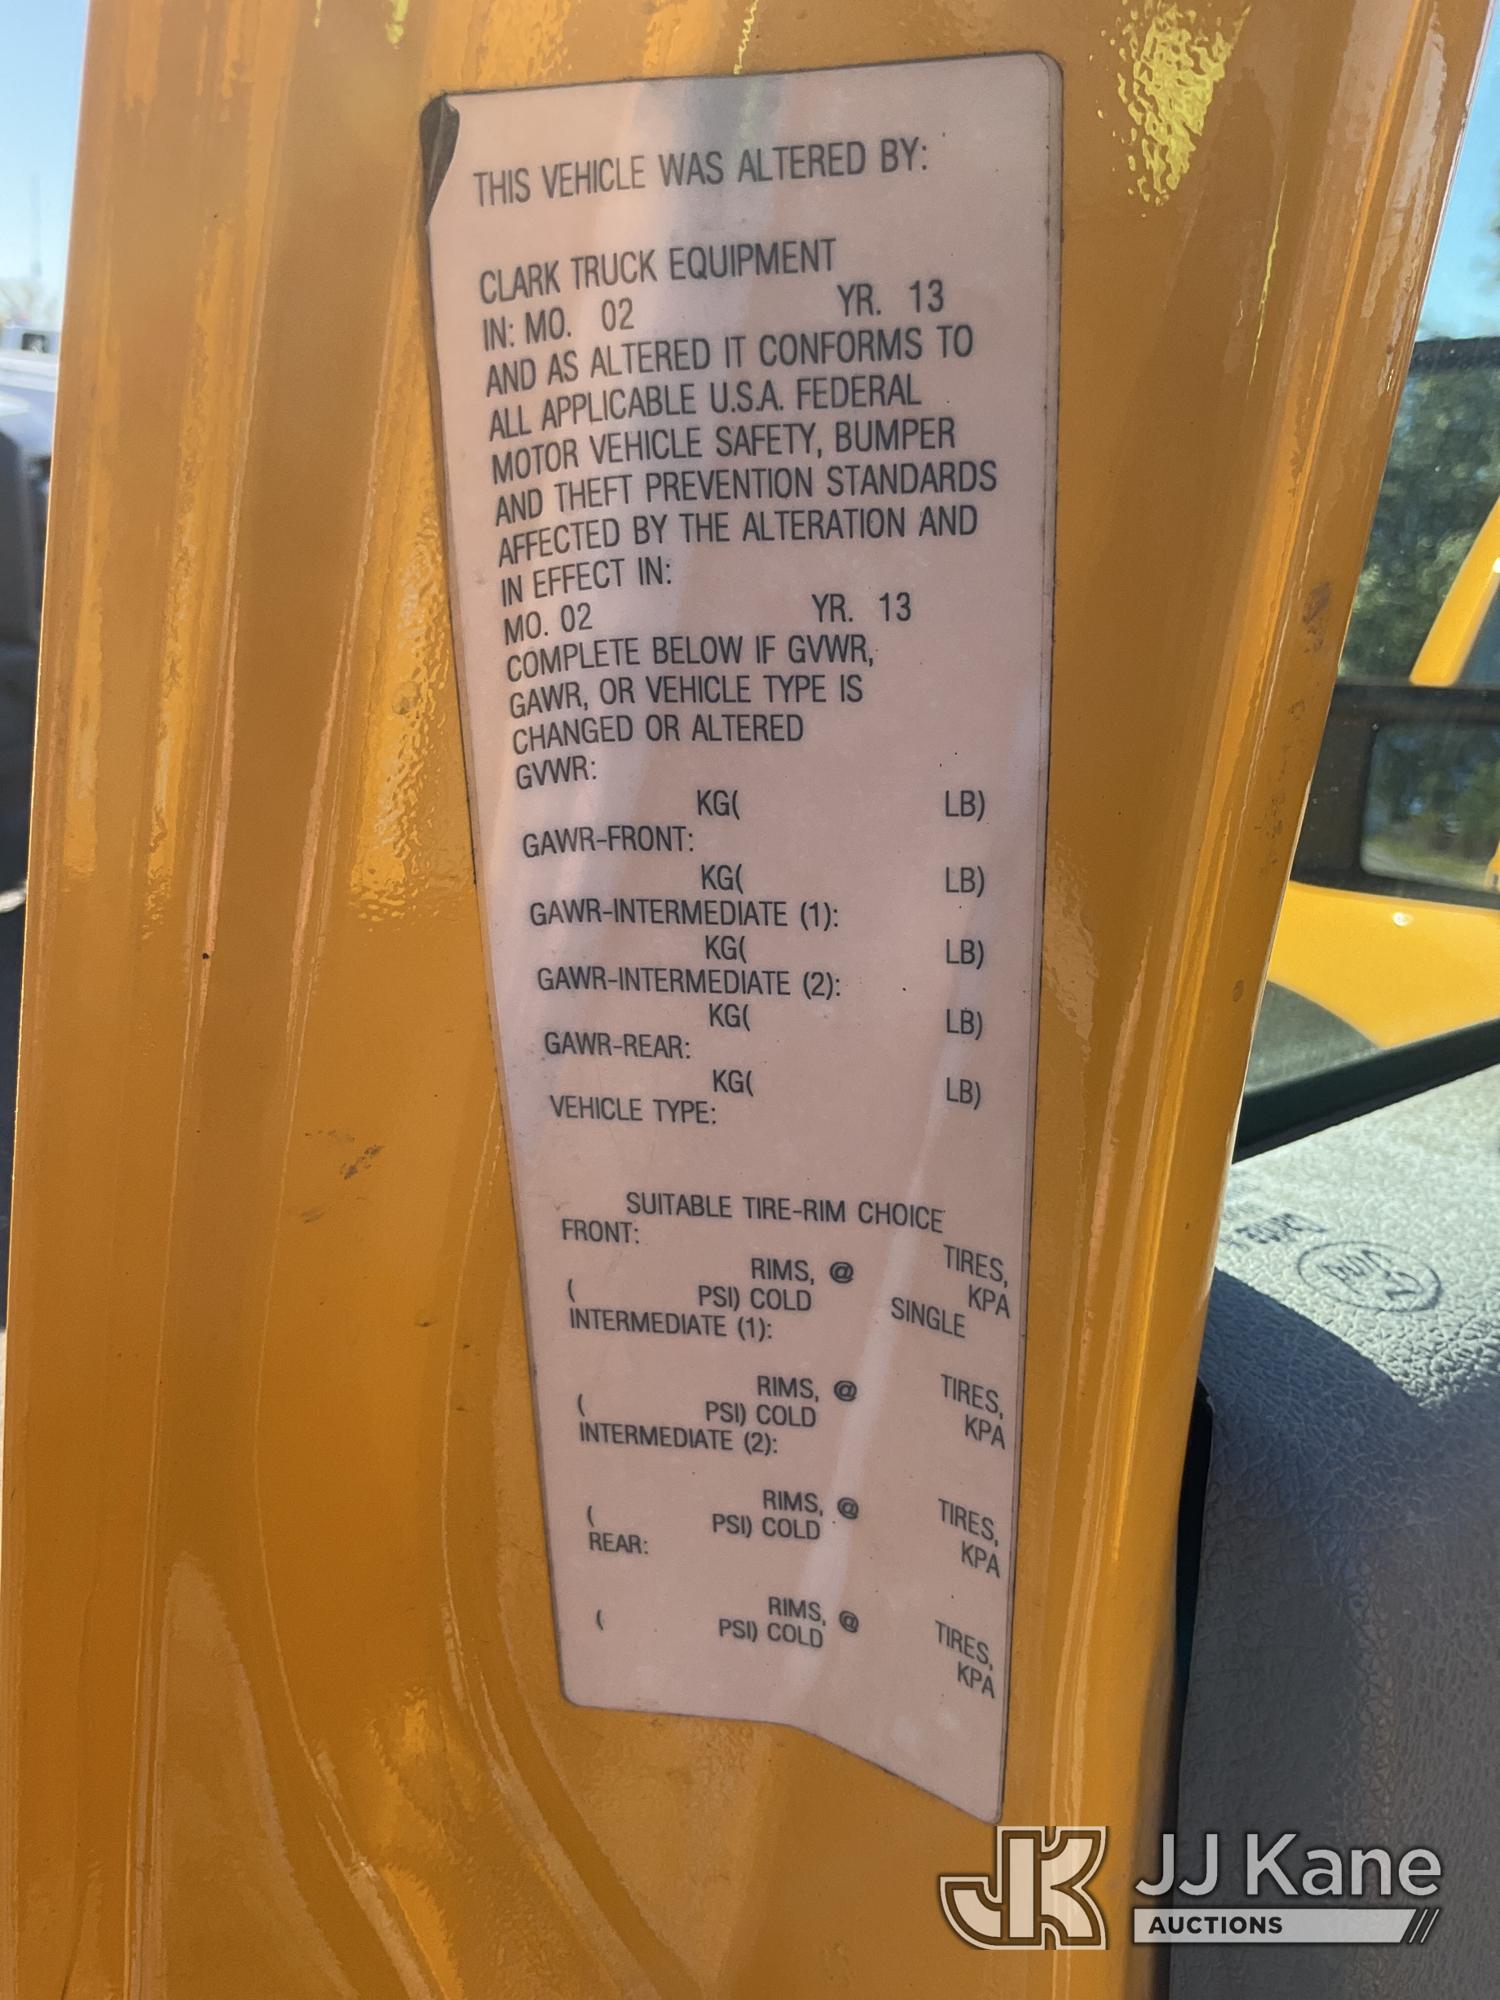 THIS VEHICLE WAS ALTERED BY:
CLARK TRUCK EQUIPMENT
IN: MO. 02 YR. 13
AND AS ALTERED IT CONFORMS TO
ALL APPLICABLE U.S.A. FEDERAL
MOTOR VEHICLE SAFETY, BUMPER
AND THEFT PREVENTION STANDARDS
AFFECTED BY THE ALTERATION AND
IN EFFECT IN:
MO. 02 YR. 13
COMPLETE BELOW IF GVWR,
GAWR, OR VEHICLE TYPE IS
CHANGED OR ALTERED
GVWR:
KG( LB)
GAWR-FRONT:
KG( LB)
GAWR-INTERMEDIATE (1):
KG( LB)
GAWR-INTERMEDIATE (2):
KG( LB)
GAWR-REAR:
KG( LB)
VEHICLE TYPE:
SUITABLE TIRE-RIM CHOICE
FRONT:
TIRES,
RIMS, @ KPA
( PSI) COLD SINGLE
INTERMEDIATE (1):
TIRES,
RIMS, @ KPA
( PSI) COLD
INTERMEDIATE (2):
TIRES,
RIMS, @ KPA
( PSI) COLD
REAR:
TIRES,
RIMS, @ KPA
( PSI) COLD
JK JJ Kane
AUCTIONS